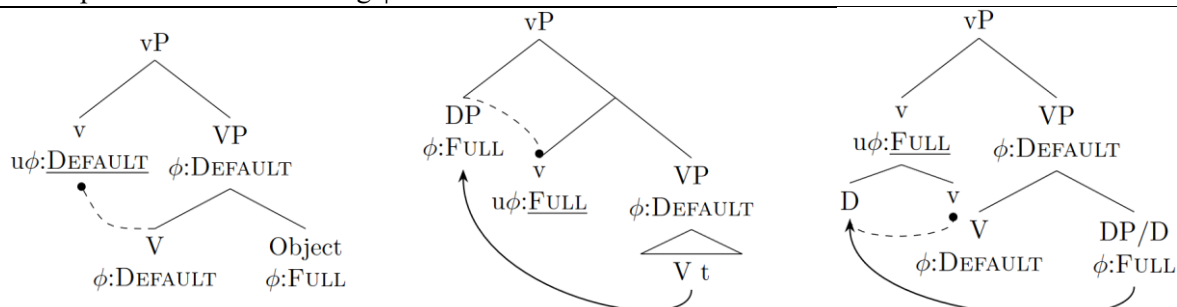 vP
v VP
uϕ:DEFAULT ϕ:DEFAULT
V Object
ϕ:DEFAULT ϕ:FULL
vP
DP
ϕ:FULL
v VP
uϕ:FULL ϕ:DEFAULT
V t
vP
v VP
uϕ:FULL ϕ:DEFAULT
D v V DP/D
ϕ:DEFAULT ϕ:FULL